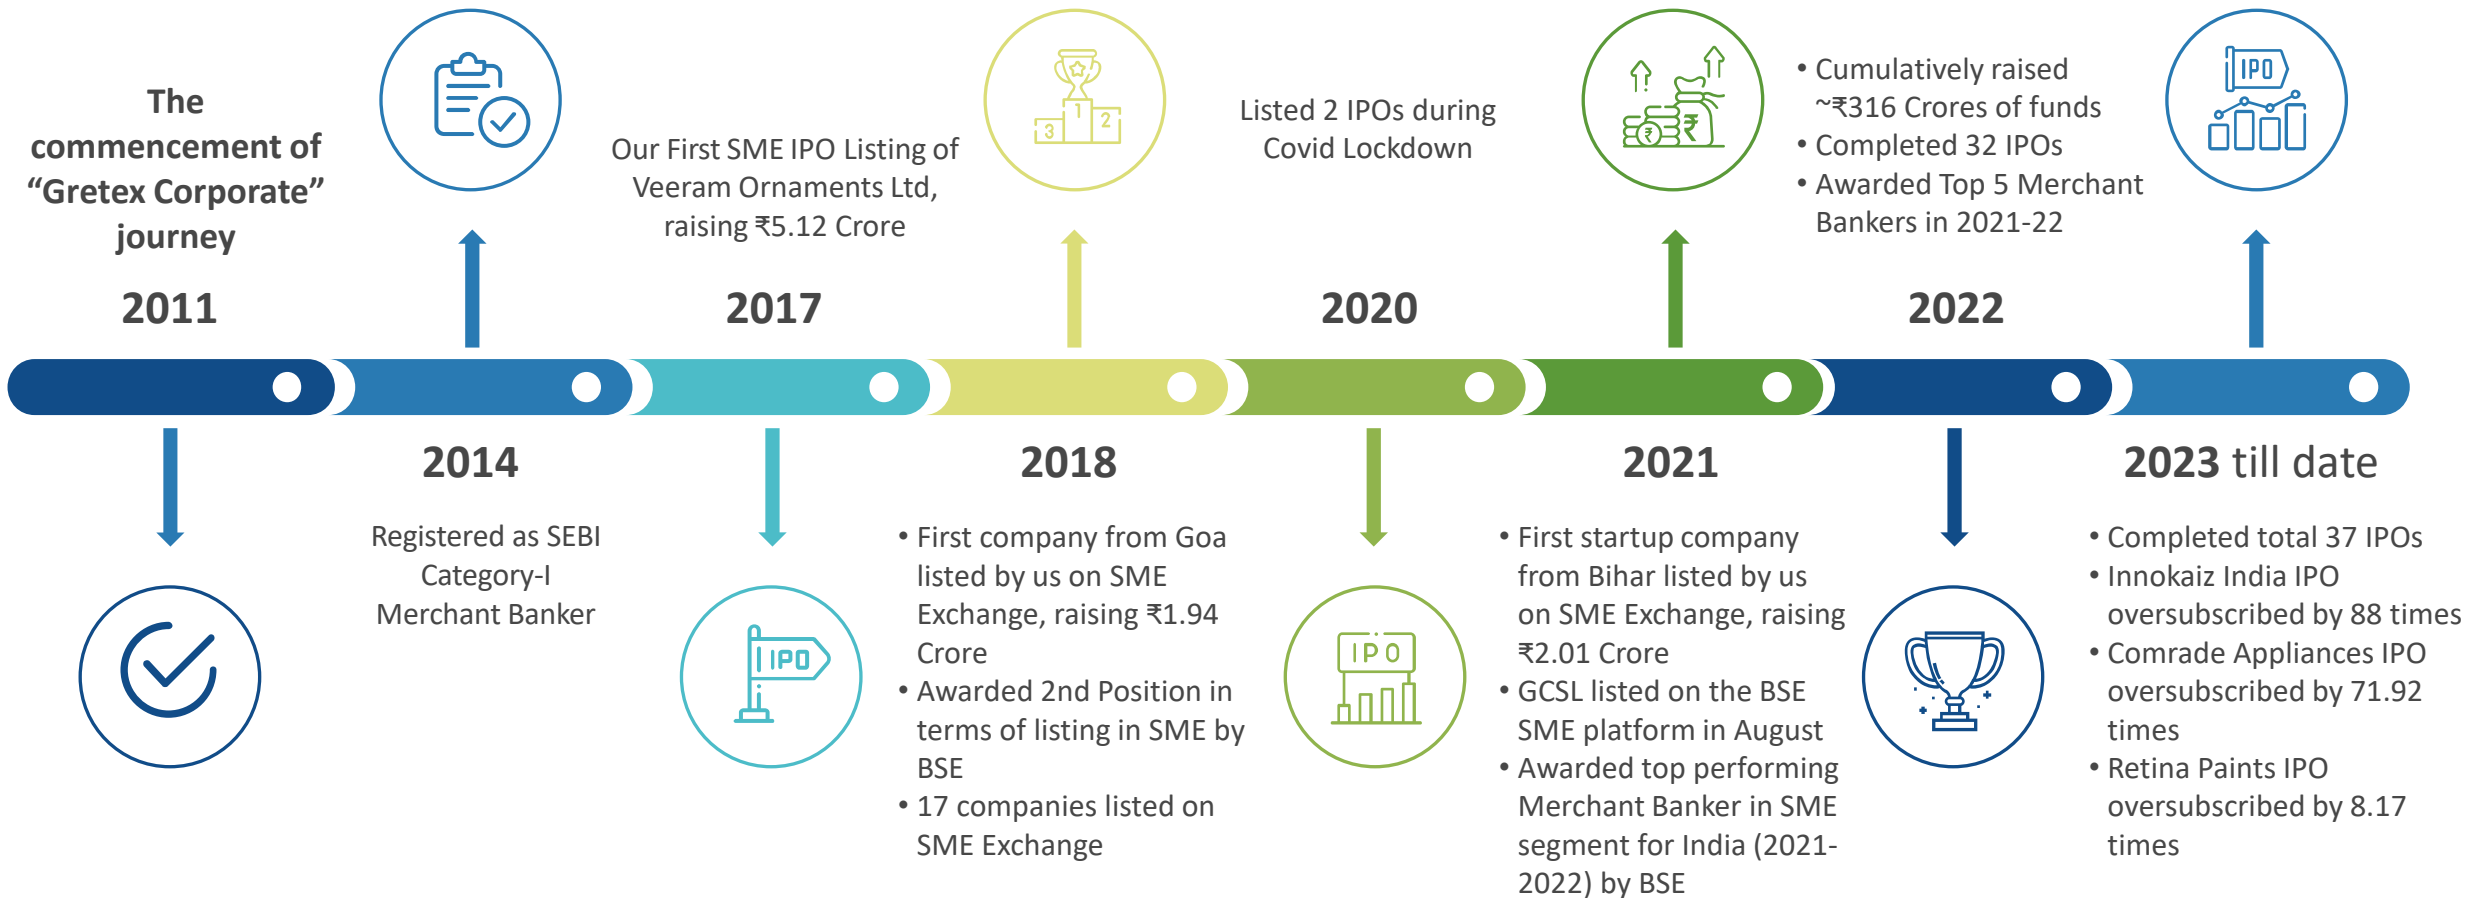 The
commencement of
“Gretex Corporate”
journey
2011
2014
Registered as SEBI
Category-I
Merchant Banker
Our First SME IPO Listing of
Veeram Ornaments Ltd,
raising ₹5.12 Crore
2017
IPO
1
2
3
2018
• First company from Goa
listed by us on SME
Exchange, raising ₹1.94
Crore
• Awarded 2nd Position in
terms of listing in SME by
BSE
• 17 companies listed on
SME Exchange
Listed 2 IPOs during
Covid Lockdown
2020
IPO
₹
₹
2021
• First startup company
from Bihar listed by us
on SME Exchange, raising
₹2.01 Crore
• GCSL listed on the BSE
SME platform in August
• Awarded top performing
Merchant Banker in SME
segment for India (2021-
2022) by BSE
• Cumulatively raised
~₹316 Crores of funds
• Completed 32 IPOs
• Awarded Top 5 Merchant
Bankers in 2021-22
2022
IPO
2023 till date
• Completed total 37 IPOs
• Innokaiz India IPO
oversubscribed by 88 times
• Comrade Appliances IPO
oversubscribed by 71.92
times
• Retina Paints IPO
oversubscribed by 8.17
times